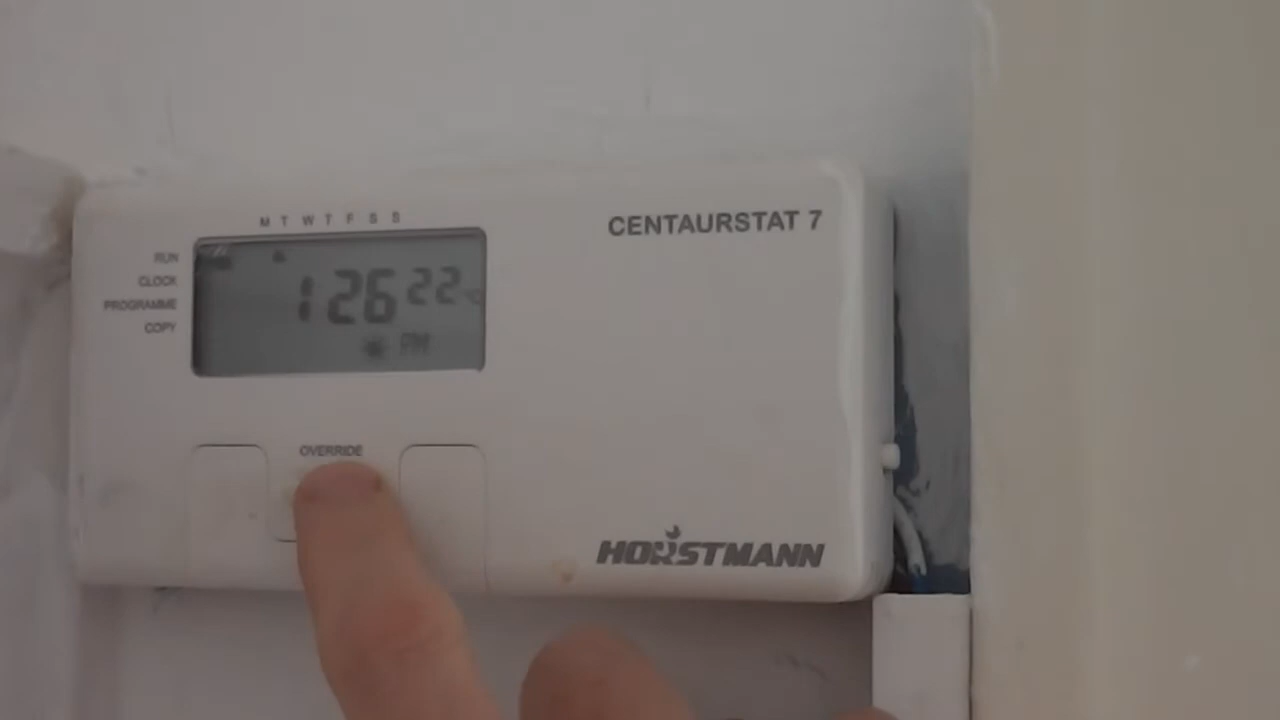 M T W T F S S
CENTAURSTAT 7
RUN
CLOCK
PROGRAMME
COPY
1 26 22°C
PM
OVERRIDE
HORSTMANN